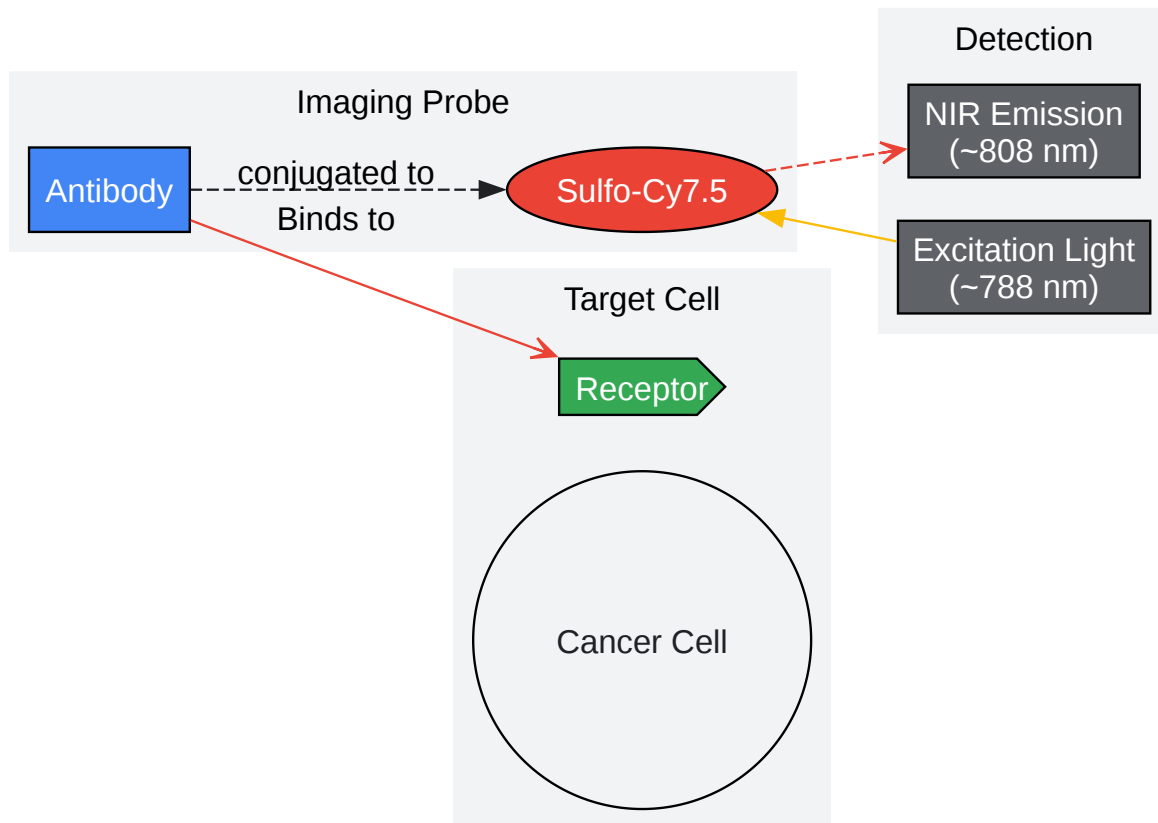 Detection
Imaging Probe
NIR Emission
(~808 nm)
Antibody
conjugated to
Sulfo-Cy7.5
Binds to
Excitation Light
(~788 nm)
Target Cell
Receptor
Cancer Cell